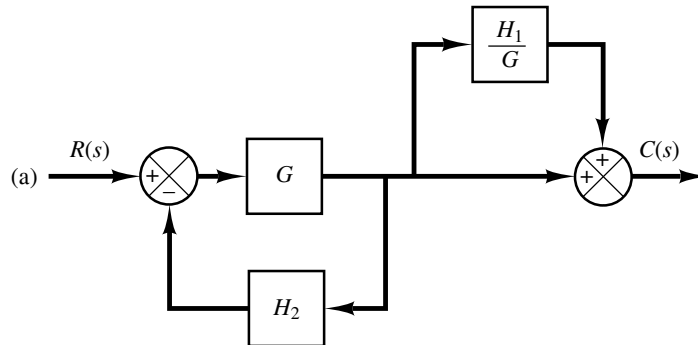 H₁
G
R(s)
C(s)
+
(a)
+
G
+
−
H₂